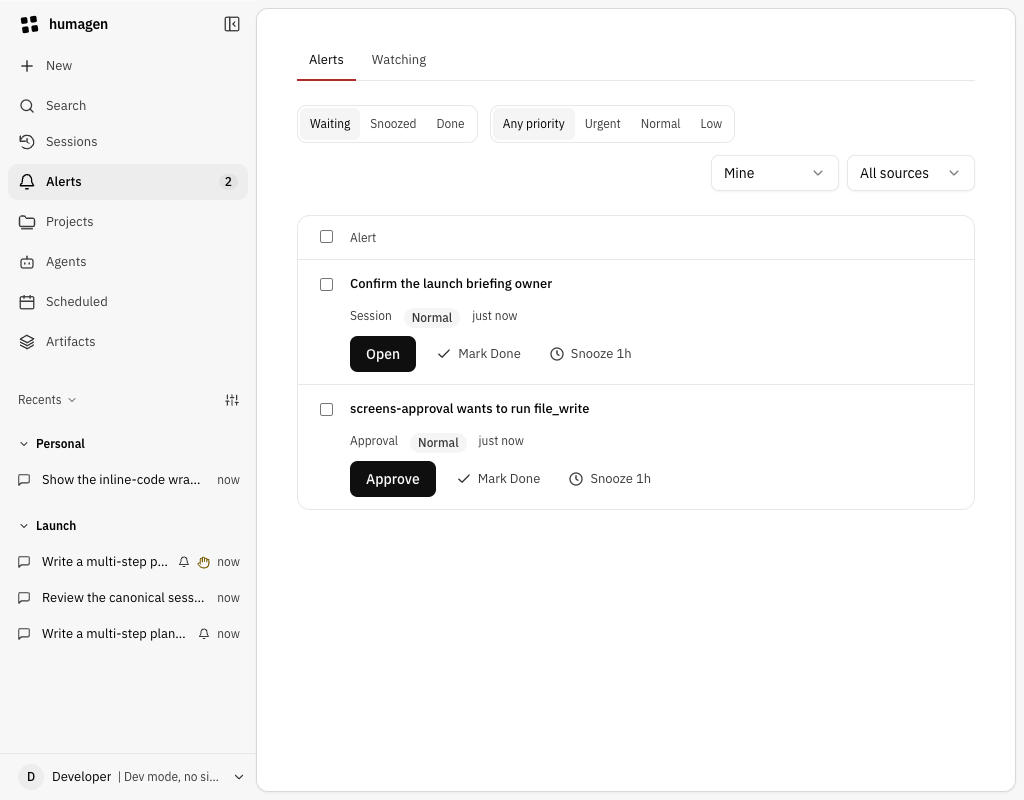 humagen
New
Search
Sessions
Alerts 2
Projects
Agents
Scheduled
Artifacts
Recents
Personal
Show the inline-code wra... now
Launch
Write a multi-step p... now
Review the canonical sess... now
Write a multi-step plan... now
D Developer | Dev mode, no si...
Alerts Watching
Waiting Snoozed Done Any priority Urgent Normal Low
Mine All sources
Alert
Confirm the launch briefing owner
Session Normal just now
Open Mark Done Snooze 1h
screens-approval wants to run file_write
Approval Normal just now
Approve Mark Done Snooze 1h